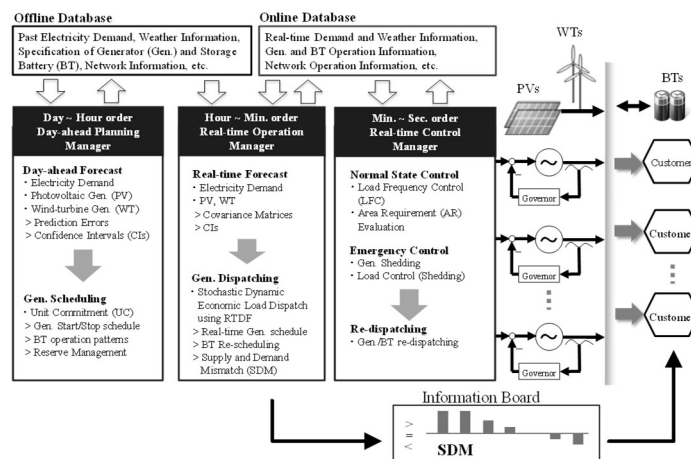 Offline Database
Past Electricity Demand, Weather Information,
Specification of Generator (Gen.) and Storage
Battery (BT), Network Information, etc.
Online Database
Real-time Demand and Weather Information,
Gen. and BT Operation Information,
Network Operation Information, etc.
WTs
PVs
BTs
Day ~ Hour order
Day-ahead Planning
Manager
Day-ahead Forecast
・Electricity Demand
・Photovoltaic Gen. (PV)
・Wind-turbine Gen. (WT)
> Prediction Errors
> Confidence Intervals (CIs)
Gen. Scheduling
・Unit Commitment (UC)
> Gen. Start/Stop schedule
> BT operation patterns
> Reserve Management
Hour ~ Min. order
Real-time Operation
Manager
Real-time Forecast
・Electricity Demand
・PV, WT
> Covariance Matrices
> CIs
Gen. Dispatching
・Stochastic Dynamic
Economic Load Dispatch
using RTDF
> Real-time Gen. schedule
> BT Re-scheduling
> Supply and Demand
Mismatch (SDM)
Min. ~ Sec. order
Real-time Control
Manager
Normal State Control
・Load Frequency Control
(LFC)
・Area Requirement (AR)
Evaluation
Emergency Control
・Gen. Shedding
・Load Control (Shedding)
Re-dispatching
・Gen./BT re-dispatching
Governor
Governor
Governor
Customer
Customer
Customer
Information Board
> = <
SDM